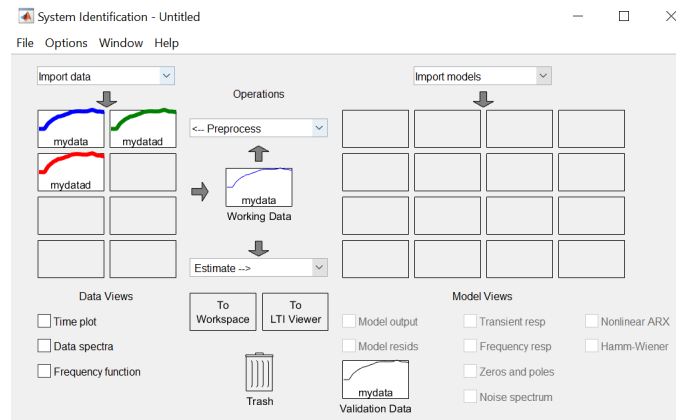 System Identification - Untitled
File Options Window Help
Import data
Import models
Operations
<-- Preprocess
mydata
mydatad
mydatad
mydata
Working Data
Estimate -->
Data Views
To Workspace
To LTI Viewer
Model Views
Time plot
Data spectra
Frequency function
Model output
Transient resp
Nonlinear ARX
Model resids
Frequency resp
Hamm-Wiener
Zeros and poles
Noise spectrum
Trash
mydata
Validation Data